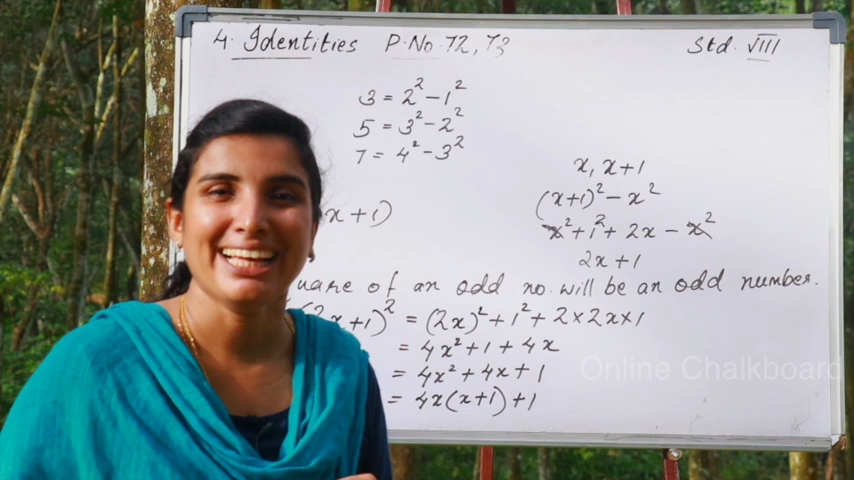 4. Identities P.No. 72, 73 Std. VIII
3 = 2² - 1²
5 = 3² - 2²
7 = 4² - 3²
x + 1)
x, x+1
(x+1)² - x²
x² + 1² + 2x - x²
2x + 1
of an odd no. will be an odd number.
(2x+1)² = (2x)² + 1² + 2×2x×1
= 4x² + 1 + 4x
= 4x² + 4x + 1
= 4x(x+1) + 1
Online Chalkboard